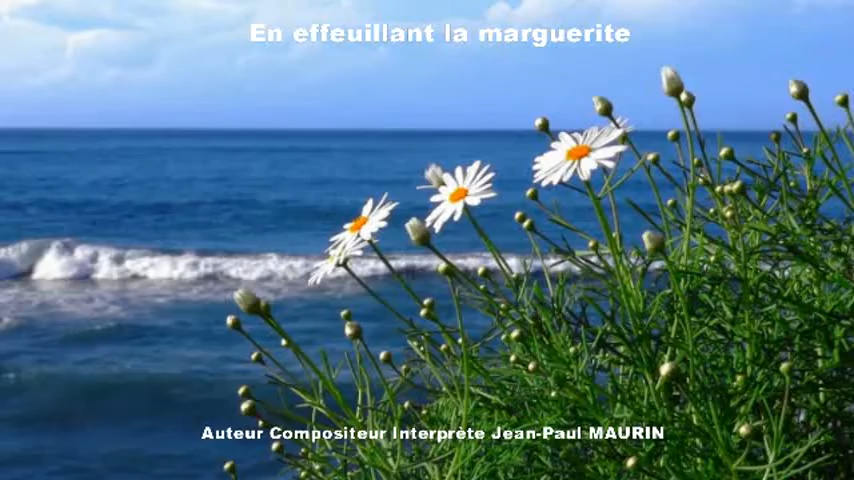 En effeuillant la marguerite
Auteur Compositeur Interprète Jean-Paul MAURIN